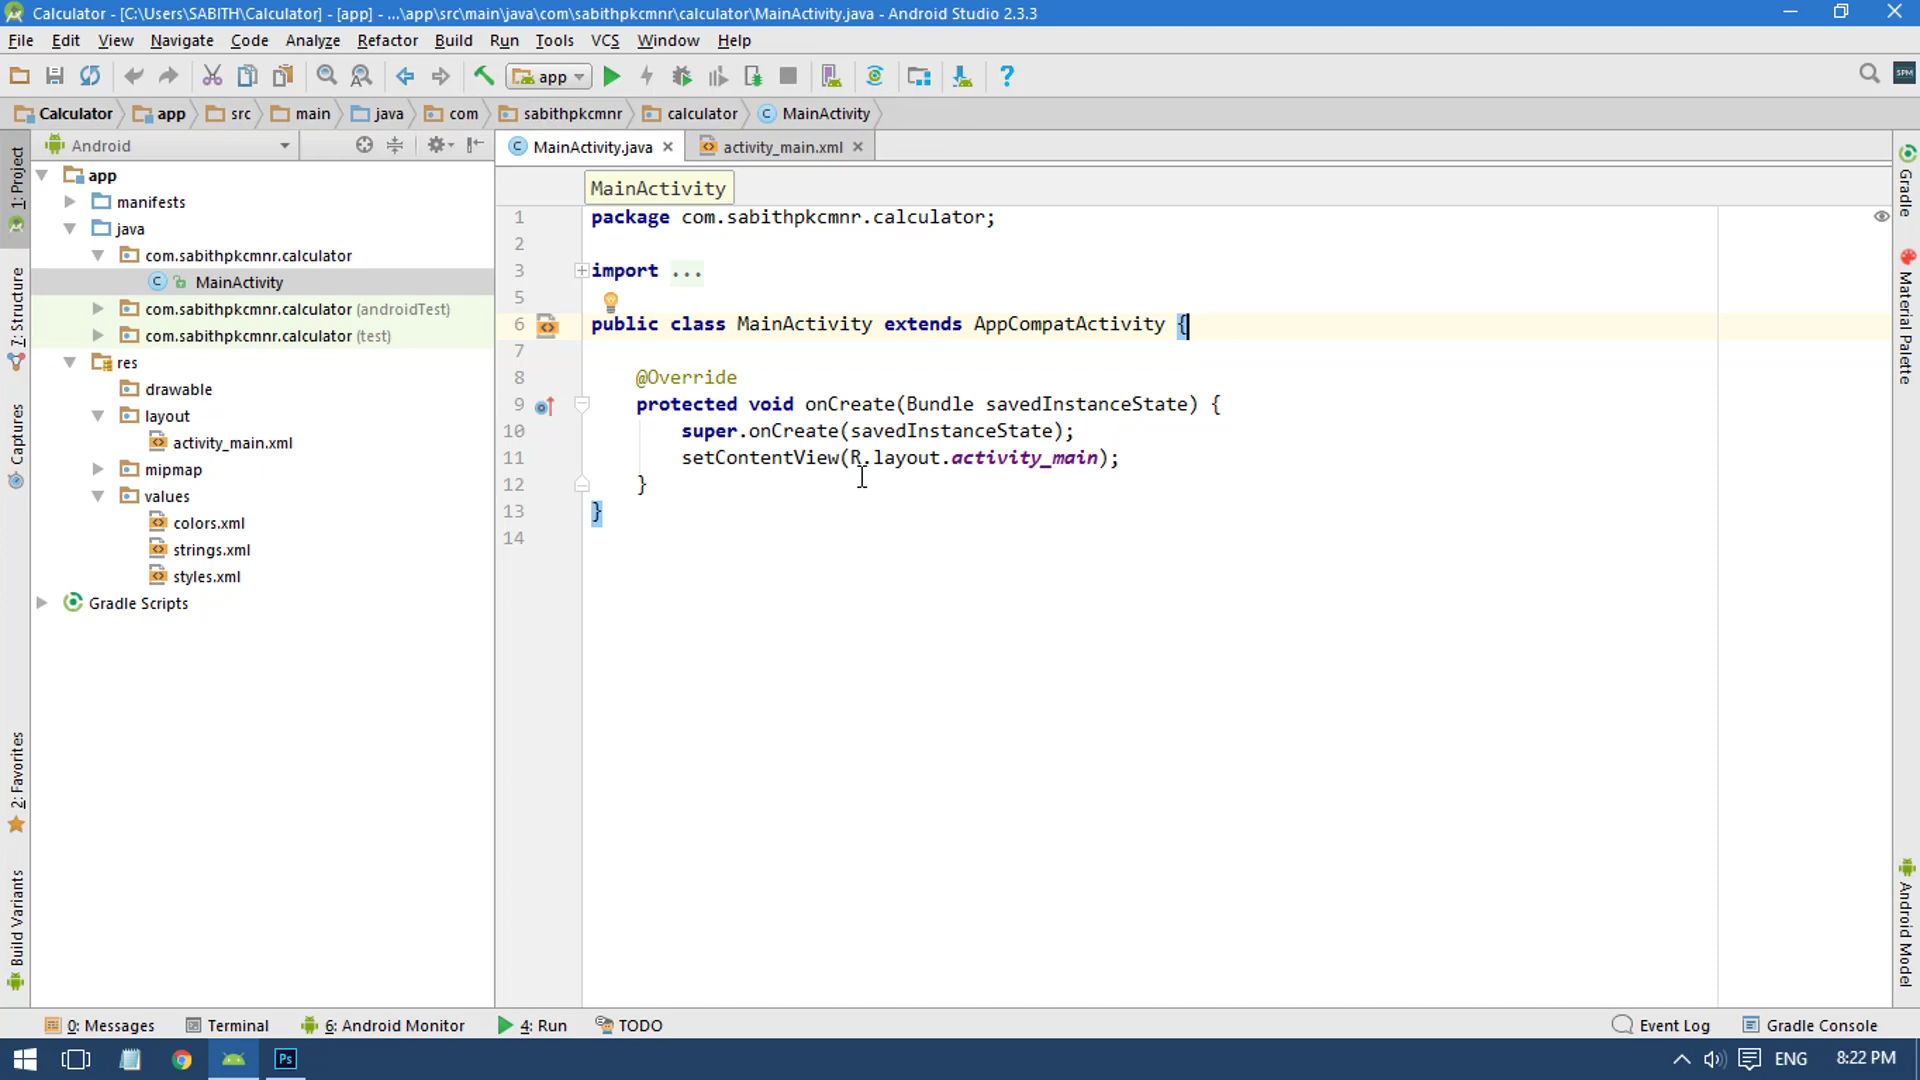 Calculator - [C:\Users\SABITH\Calculator] - [app] - ...\app\src\main\java\com\sabithpkcmnr\calculator\MainActivity.java - Android Studio 2.3.3
File Edit View Navigate Code Analyze Refactor Build Run Tools VCS Window Help
app
SPM
Calculator app src main java com sabithpkcmnr calculator MainActivity
Android
MainActivity.java
activity_main.xml
MainActivity
app
manifests
java
com.sabithpkcmnr.calculator
MainActivity
com.sabithpkcmnr.calculator (androidTest)
com.sabithpkcmnr.calculator (test)
res
drawable
layout
activity_main.xml
mipmap
values
colors.xml
strings.xml
styles.xml
Gradle Scripts
1 package com.sabithpkcmnr.calculator;
2
3 import ...
5
6 public class MainActivity extends AppCompatActivity {
7
8 @Override
9 protected void onCreate(Bundle savedInstanceState) {
10 super.onCreate(savedInstanceState);
11 setContentView(R.layout.activity_main);
12 }
13 }
14
1: Project
7: Structure
Captures
2: Favorites
Build Variants
Gradle
Material Palette
Android Model
0: Messages Terminal 6: Android Monitor 4: Run TODO Event Log Gradle Console
Ps
ENG 8:22 PM